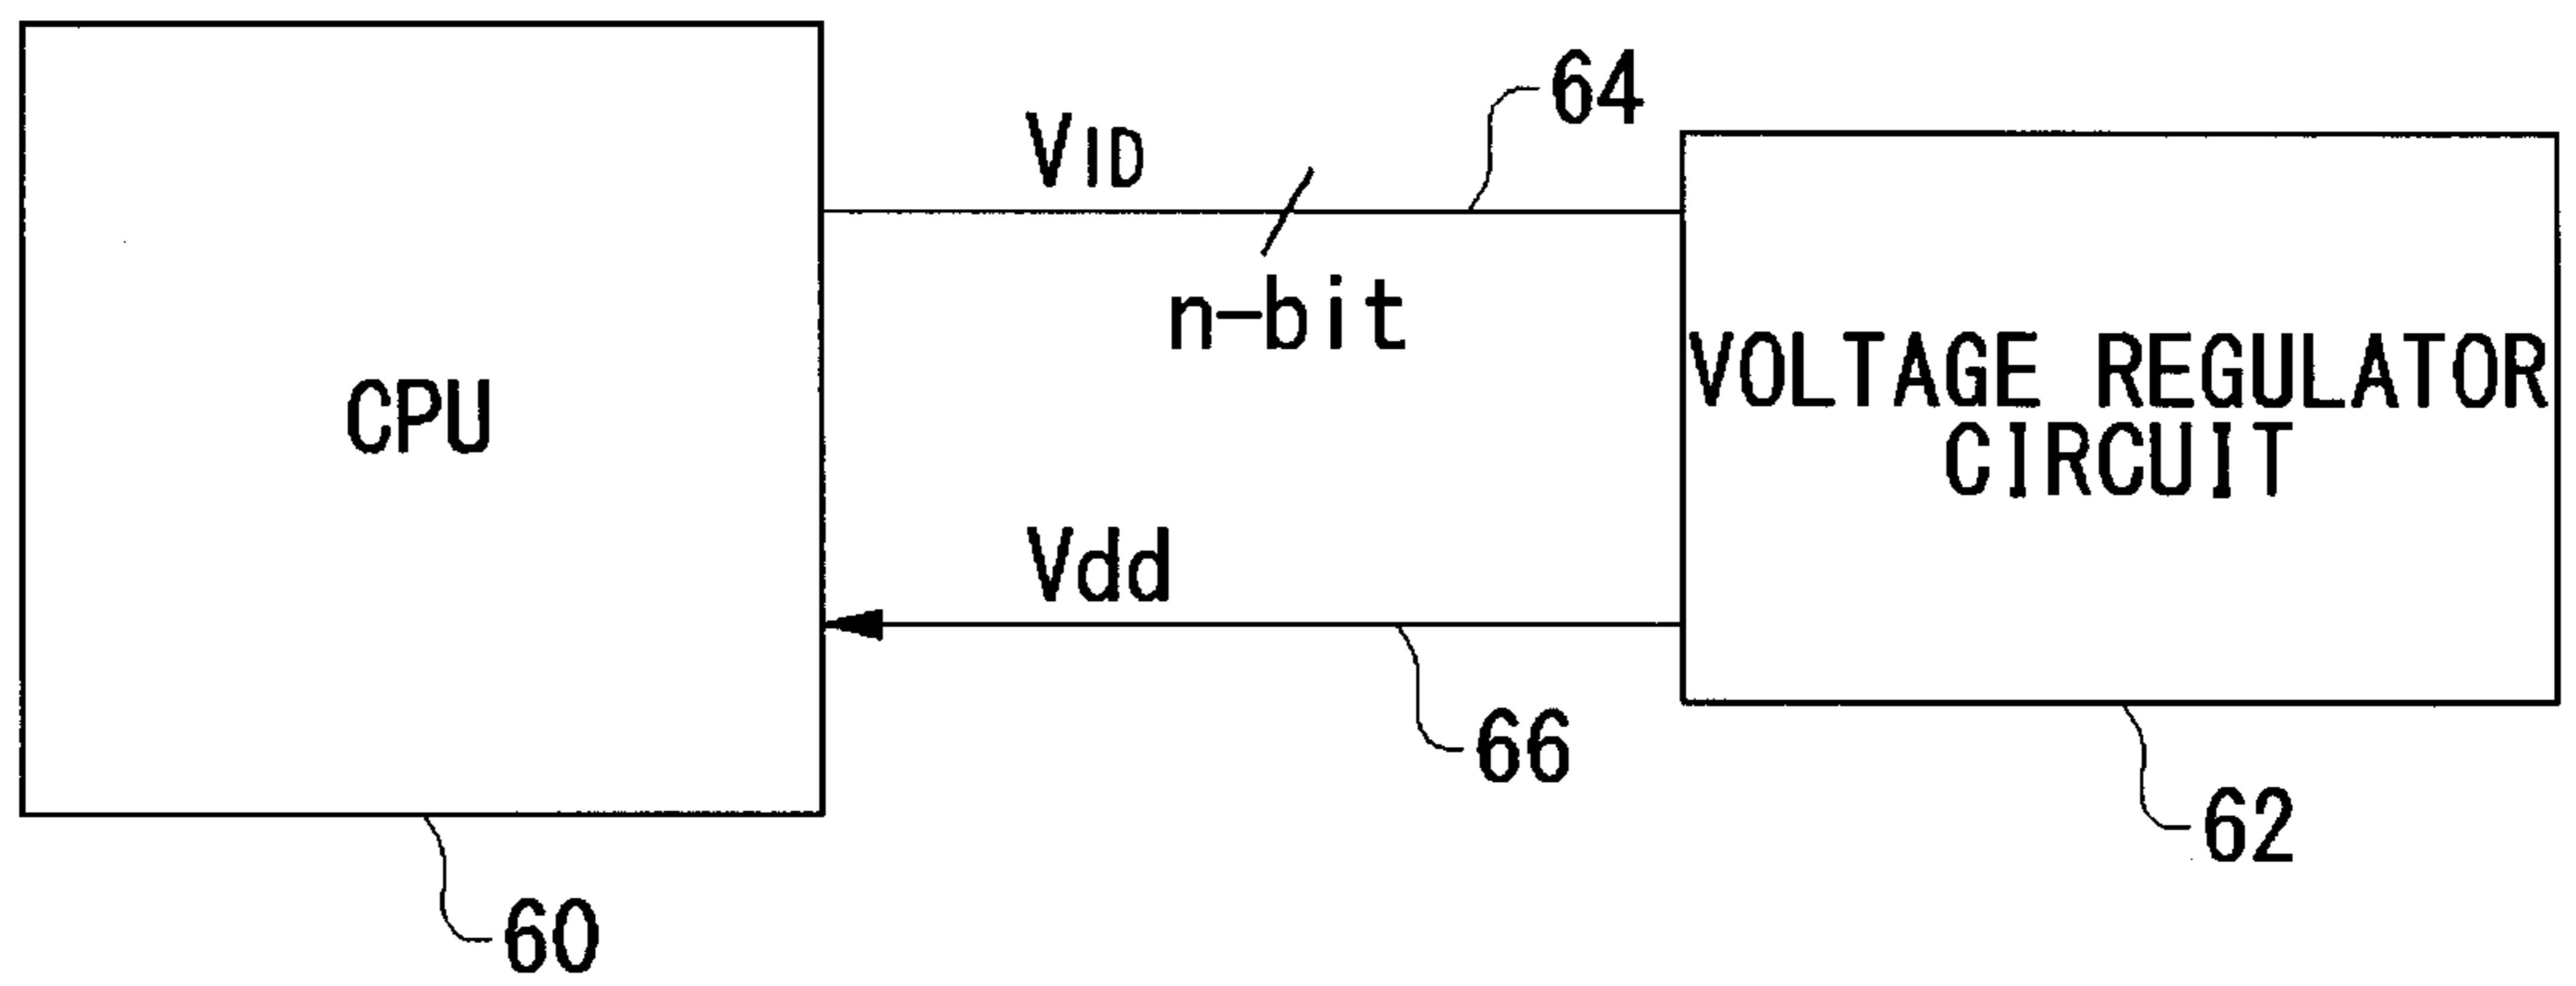 64
VID
n-bit
CPU
VOLTAGE REGULATOR
CIRCUIT
Vdd
66
62
60